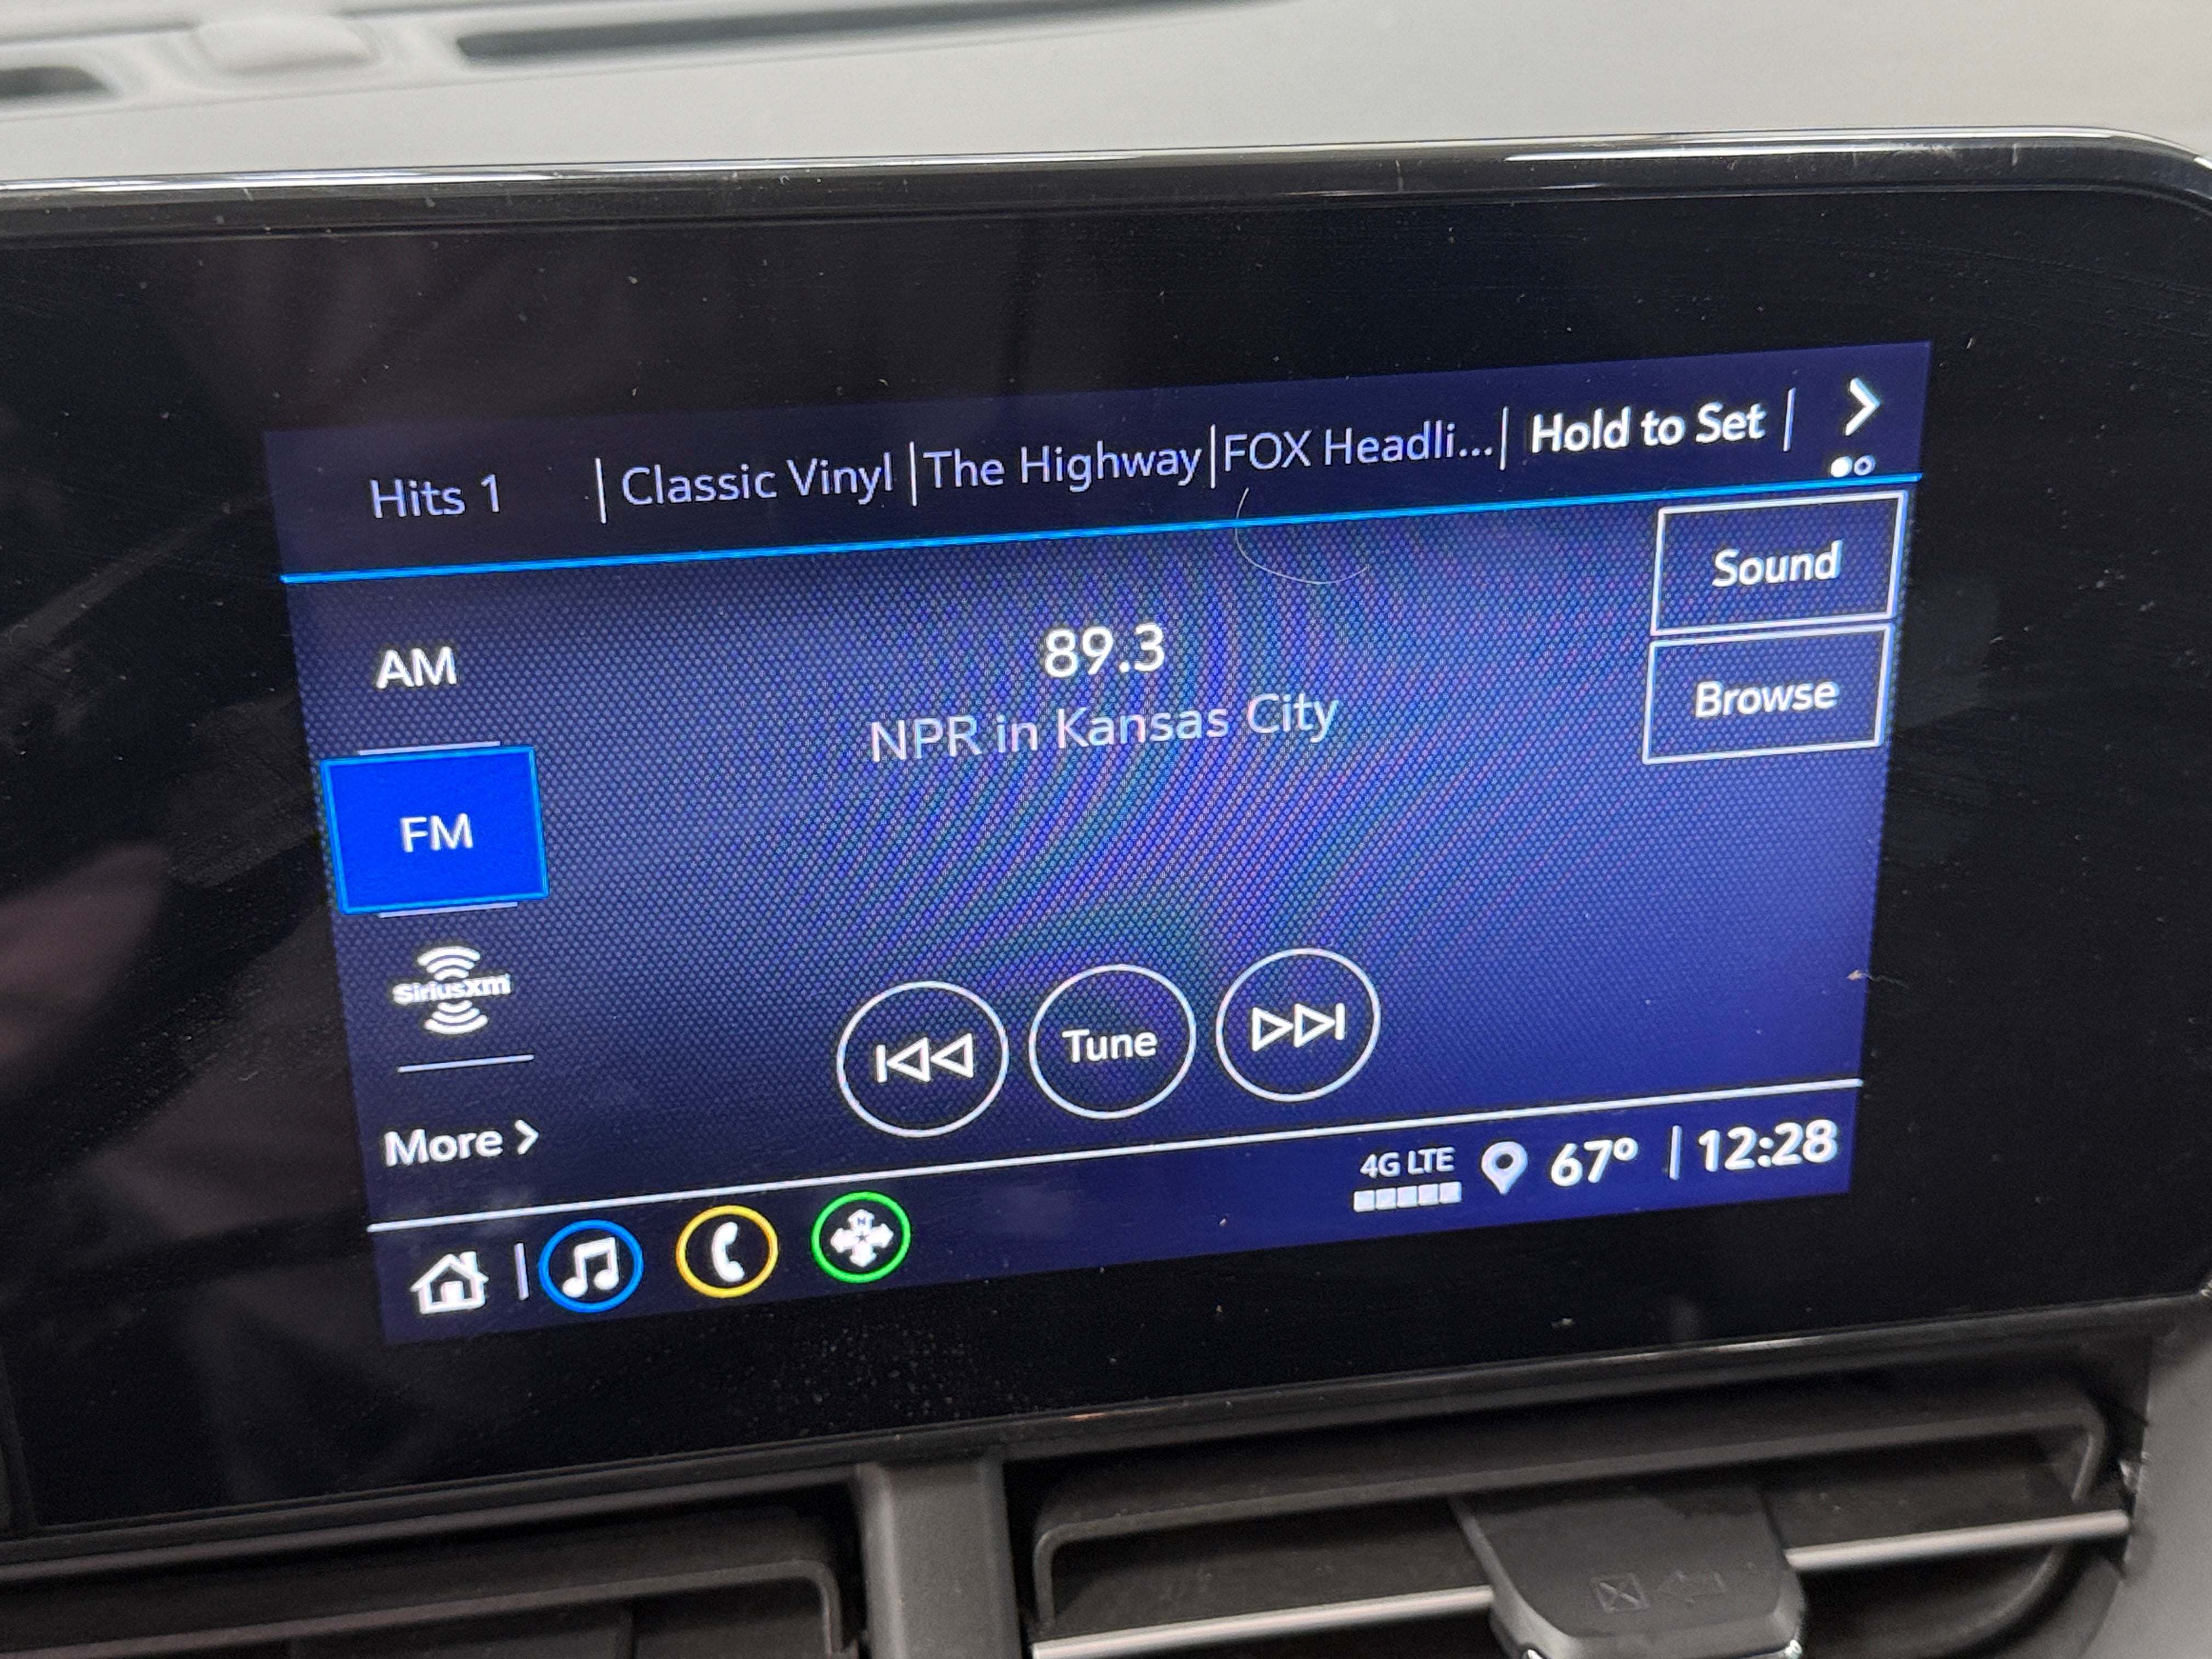 Hits 1 | Classic Vinyl | The Highway | FOX Headli... | Hold to Set |
Sound
AM
89.3
Browse
NPR in Kansas City
FM
Siriusxm
Tune
More
4G LTE 67° | 12:28
N